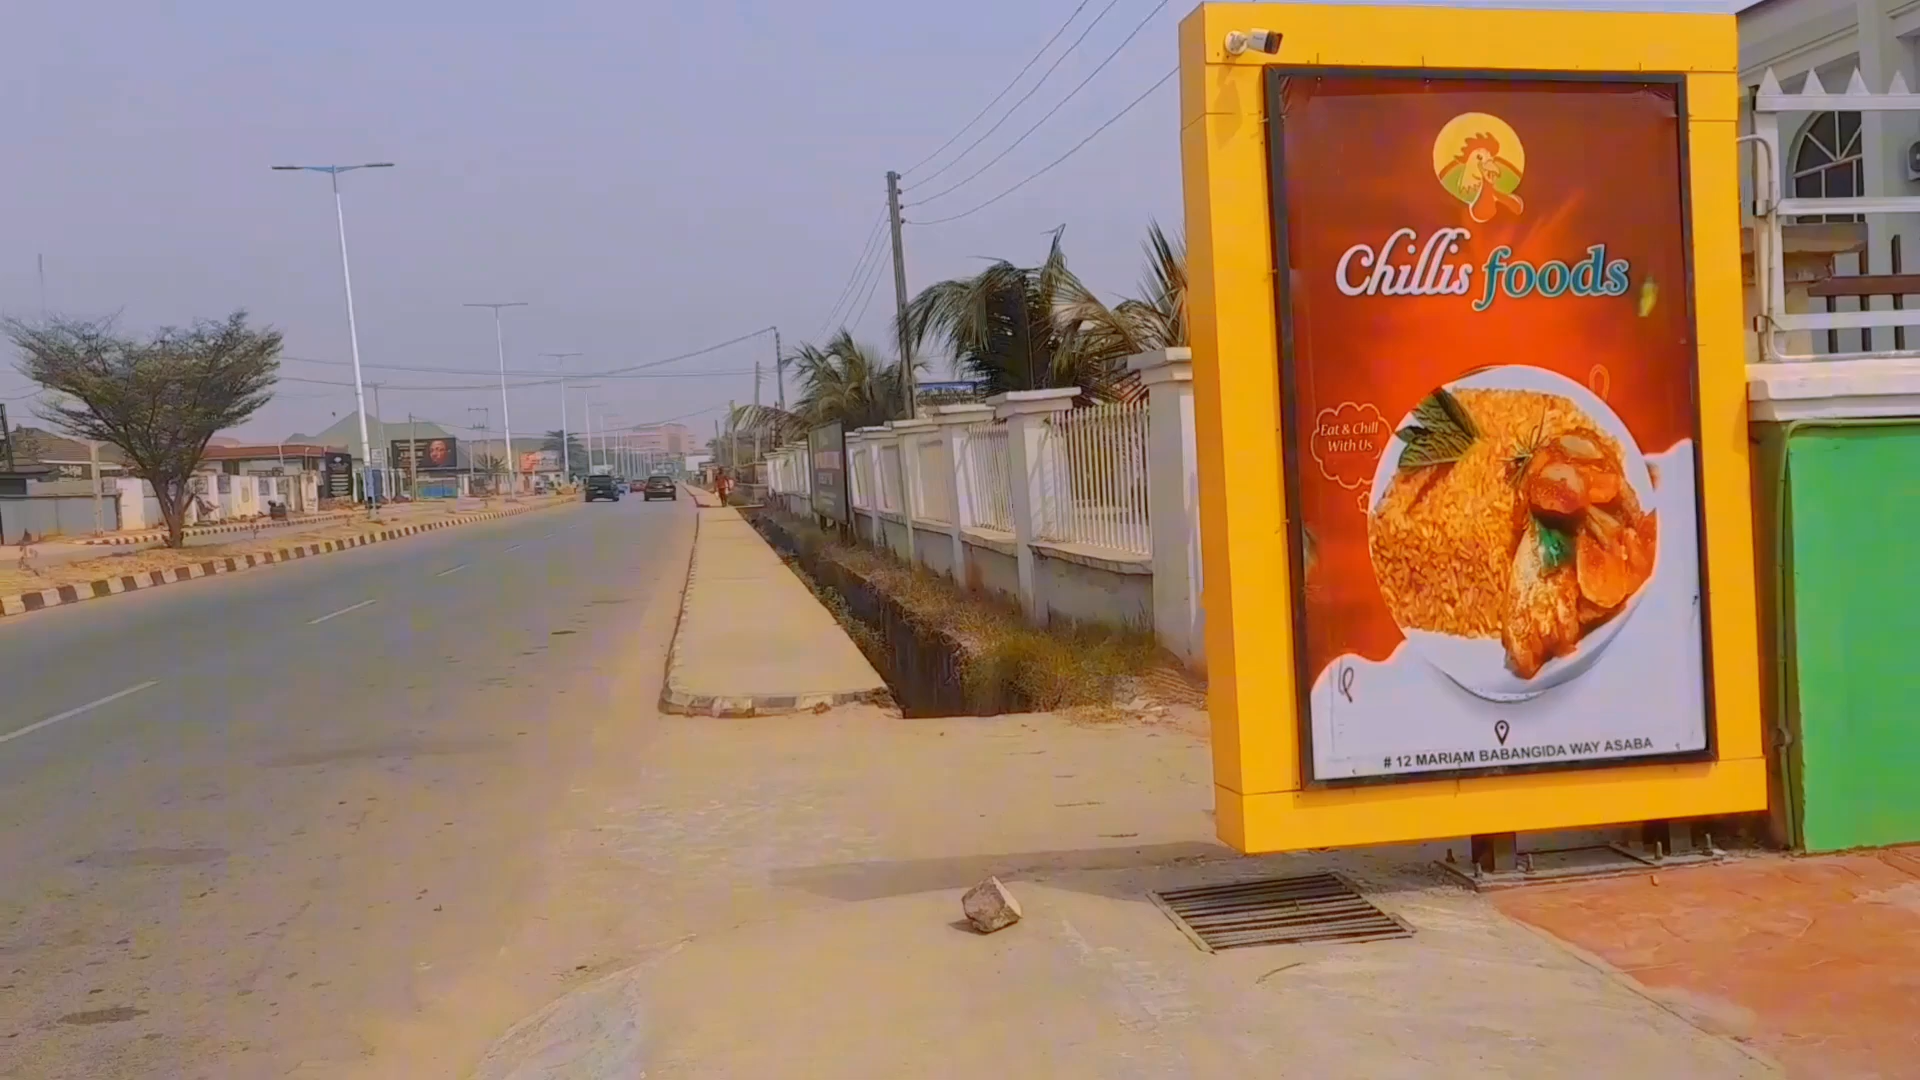 Chillis foods
Eat & Chill
With Us
# 12 MARIAM BABANGIDA WAY ASABA